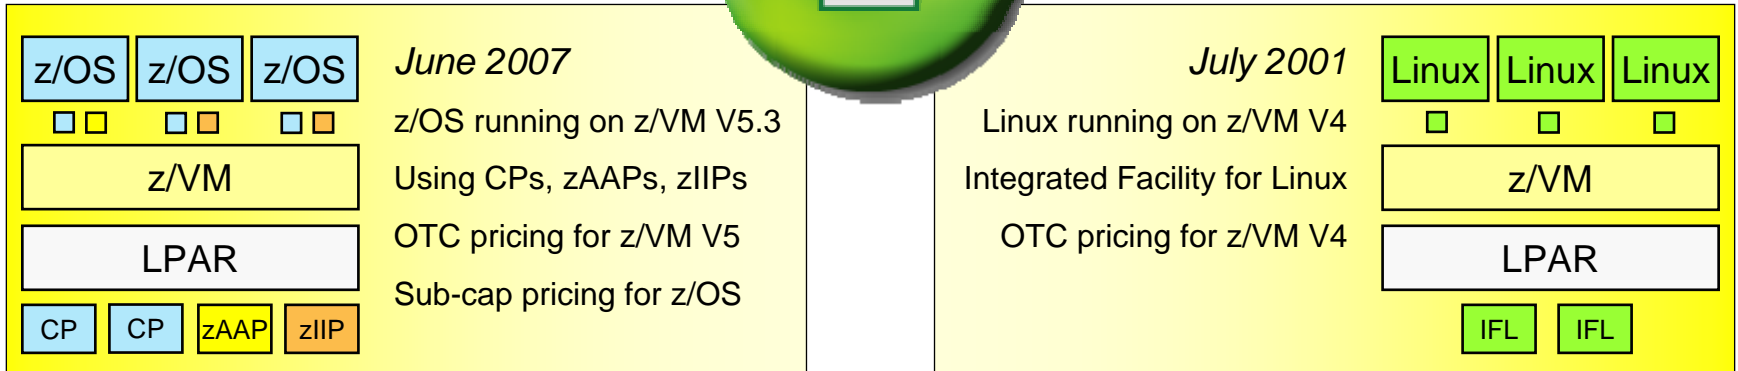 z/OS z/OS z/OS
June 2007
z/OS running on z/VM V5.3
z/VM
Using CPs, zAAPs, zIIPs
OTC pricing for z/VM V5
LPAR
Sub-cap pricing for z/OS
CP CP zAAP zIIP
July 2001
Linux Linux Linux
Linux running on z/VM V4
Integrated Facility for Linux
z/VM
OTC pricing for z/VM V4
LPAR
IFL IFL